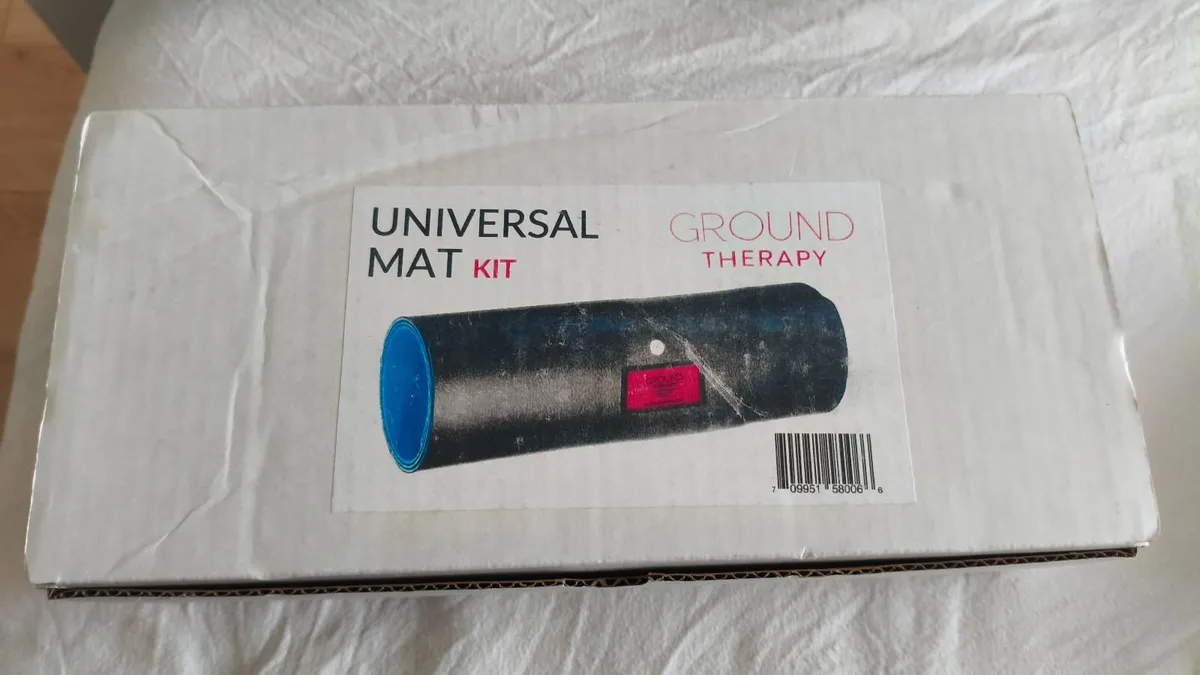 UNIVERSAL
MAT KIT
GROUND
THERAPY
7 09951 58006 6